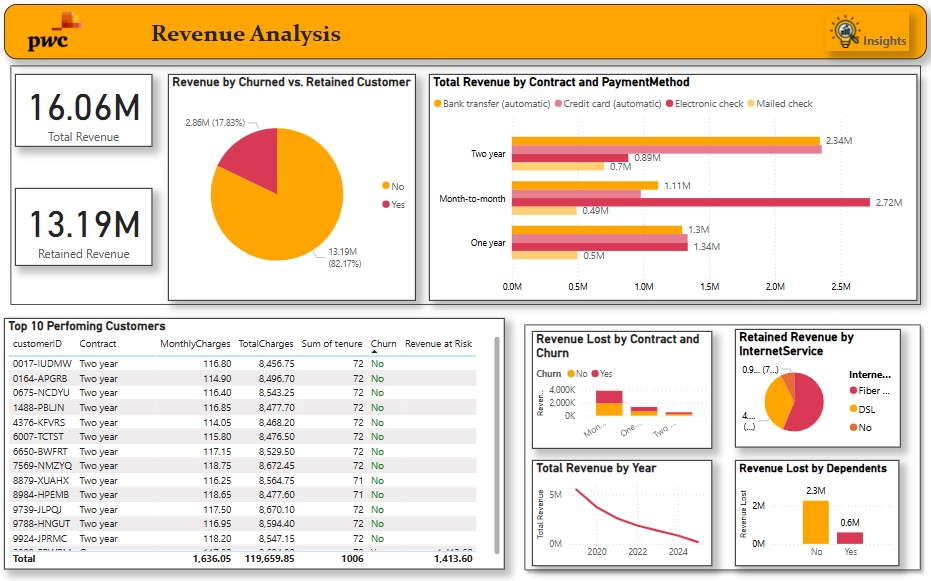 pwc
Revenue Analysis
Insights
16.06M
Total Revenue
13.19M
Retained Revenue
Revenue by Churned vs. Retained Customer
2.86M (17.83%)
13.19M
(82.17%)
No
Yes
Total Revenue by Contract and PaymentMethod
Bank transfer (automatic) Credit card (automatic) Electronic check Mailed check
Two year
2.34M
0.89M
0.7M
Month-to-month
1.11M
2.72M
0.49M
One year
1.3M
1.34M
0.5M
0.0M 0.5M 1.0M 1.5M 2.0M 2.5M
Top 10 Perfoming Customers
customerID Contract MonthlyCharges TotalCharges Sum of tenure Churn Revenue at Risk
0017-IUDMW Two year 116.80 8,456.75 72 No
0164-APGRB Two year 114.90 8,496.70 72 No
0675-NCDYU Two year 116.40 8,543.25 72 No
1488-PBLJN Two year 116.85 8,477.70 72 No
4376-KFVRS Two year 114.05 8,468.20 72 No
6007-TCTST Two year 115.80 8,476.50 72 No
6650-BWFRT Two year 117.15 8,529.50 72 No
7569-NMZYQ Two year 118.75 8,672.45 72 No
8879-XUAHX Two year 116.25 8,564.75 71 No
8984-HPEMB Two year 118.65 8,477.60 71 No
9739-JLPQJ Two year 117.50 8,670.10 72 No
9788-HNGUT Two year 116.95 8,594.40 72 No
9924-JPRMC Two year 118.20 8,547.15 72 No
Total 1,636.05 119,659.85 1006 1,413.60
Revenue Lost by Contract and
Churn
Churn No Yes
Reven...
4,000K
2,000K
0K
Mon... One... Two ...
Retained Revenue by
InternetService
0.9... (7...)
4....
(...)
Interne...
Fiber ...
DSL
No
Total Revenue by Year
Total Revenue
5M
0M
2020 2022 2024
Revenue Lost by Dependents
Revenue Lost
2M
0M
2.3M
0.6M
No Yes